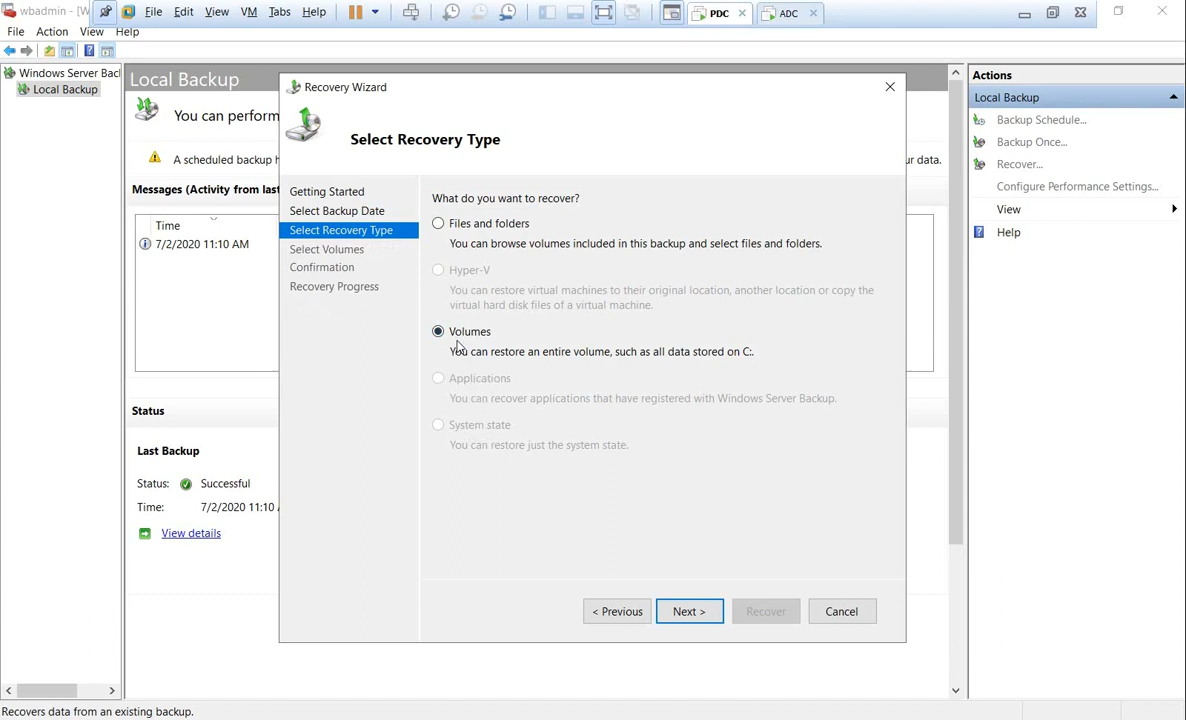 wbadmin - [W
File Edit View VM Tabs Help
PDC
ADC
File Action View Help
Windows Server Bac
Local Backup
Local Backup
You can perform
A scheduled backup h
ur data.
Messages (Activity from last
Time
7/2/2020 11:10 AM
Status
Last Backup
Status: Successful
Time: 7/2/2020 11:10
View details
Recovery Wizard
Select Recovery Type
Getting Started
Select Backup Date
Select Recovery Type
Select Volumes
Confirmation
Recovery Progress
What do you want to recover?
Files and folders
You can browse volumes included in this backup and select files and folders.
Hyper-V
You can restore virtual machines to their original location, another location or copy the
virtual hard disk files of a virtual machine.
Volumes
You can restore an entire volume, such as all data stored on C:.
Applications
You can recover applications that have registered with Windows Server Backup.
System state
You can restore just the system state.
< Previous Next > Recover Cancel
Actions
Local Backup
Backup Schedule...
Backup Once...
Recover...
Configure Performance Settings...
View
Help
Recovers data from an existing backup.